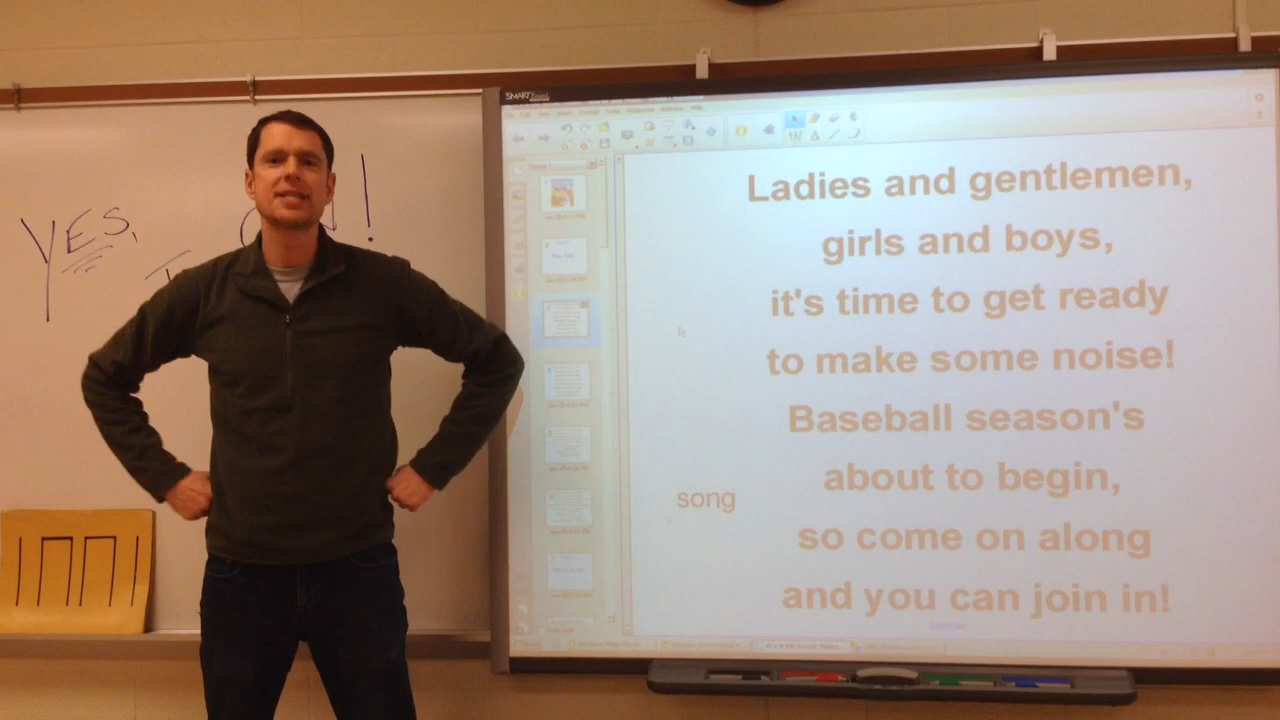 YES, I
!
SMART
Ladies and gentlemen,
girls and boys,
it's time to get ready
to make some noise!
Baseball season's
about to begin,
song
so come on along
and you can join in!